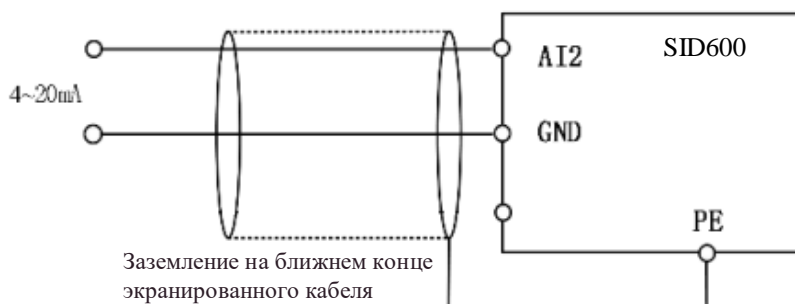 SID600
AI2
4~20mA
GND
PE
Заземление на ближнем конце
экранированного кабеля